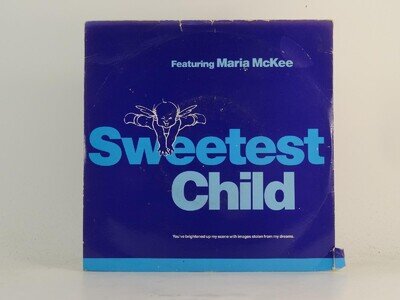 Featuring Maria McKee
Sweetest
Child
You've brightened up my scene with images stolen from my dreams.